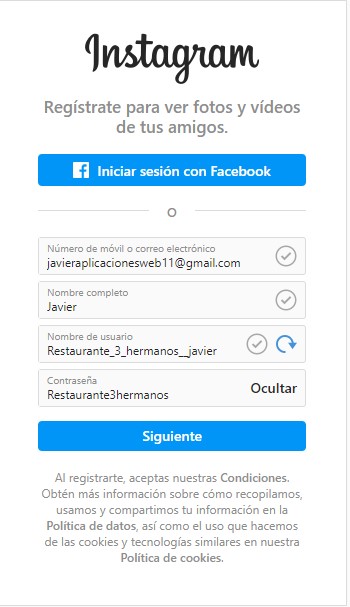 Instagram
Regístrate para ver fotos y vídeos
de tus amigos.
Iniciar sesión con Facebook
O
Número de móvil o correo electrónico
javieraplicacionesweb11@gmail.com
Nombre completo
Javier
Nombre de usuario
Restaurante_3_hermanos__javier
Contraseña
Restaurante3hermanos
Ocultar
Siguiente
Al registrarte, aceptas nuestras Condiciones.
Obtén más información sobre cómo recopilamos,
usamos y compartimos tu información en la
Política de datos, así como el uso que hacemos
de las cookies y tecnologías similares en nuestra
Política de cookies.